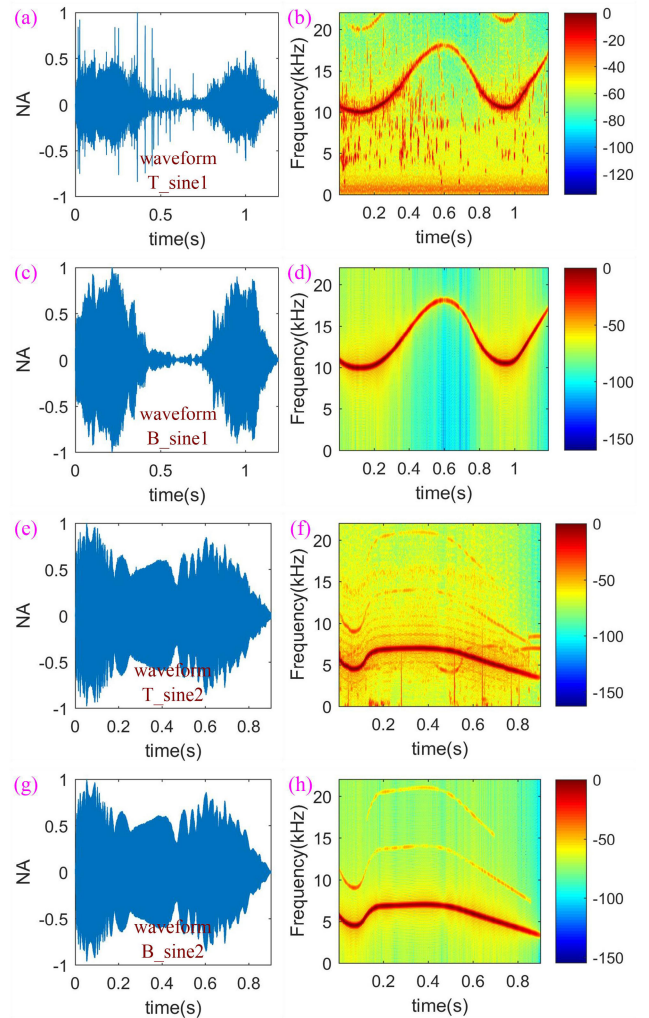 (a)
1
0.5
0
-0.5
-1
NA
waveform
T_sine1
0 0.5 1
time(s)
(b)
20
15
10
5
0
Frequency(kHz)
0.2 0.4 0.6 0.8 1
time(s)
0
-20
-40
-60
-80
-100
-120
(c)
1
0.5
0
-0.5
-1
NA
waveform
B_sine1
0 0.5 1
time(s)
(d)
20
15
10
5
0
Frequency(kHz)
0.2 0.4 0.6 0.8 1
time(s)
0
-50
-100
-150
(e)
1
0.5
0
-0.5
-1
NA
waveform
T_sine2
0 0.2 0.4 0.6 0.8
time(s)
(f)
20
15
10
5
0
Frequency(kHz)
0.2 0.4 0.6 0.8
time(s)
0
-50
-100
-150
(g)
1
0.5
0
-0.5
-1
NA
waveform
B_sine2
0 0.2 0.4 0.6 0.8
time(s)
(h)
20
15
10
5
0
Frequency(kHz)
0.2 0.4 0.6 0.8
time(s)
0
-50
-100
-150